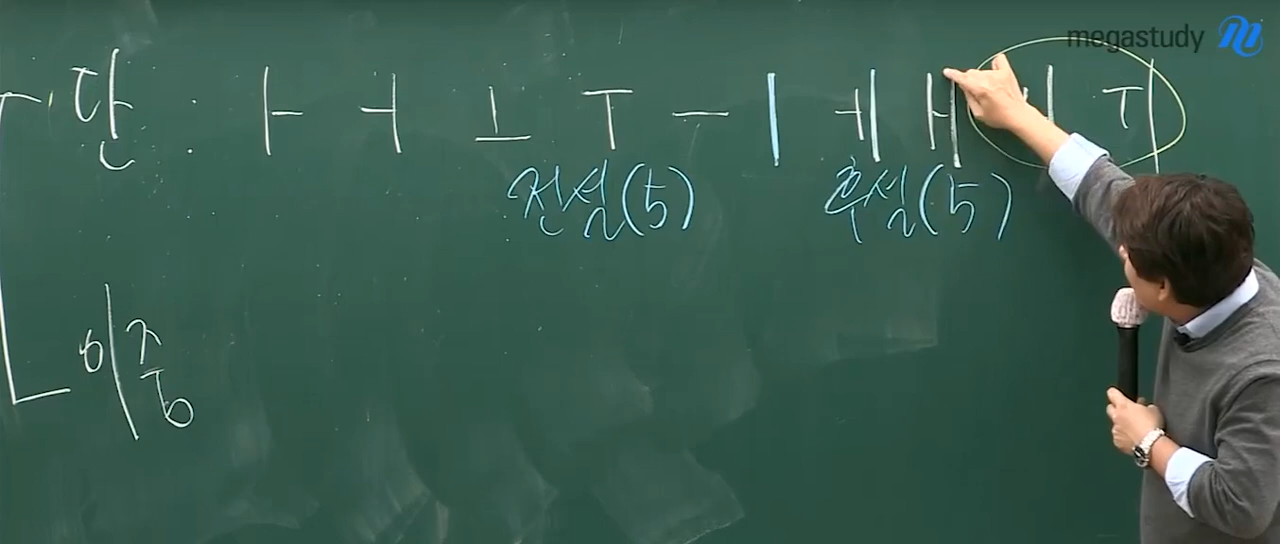 megastudy
단 : ㅏ ㅓ ㅗ ㅜ ㅡ ㅣ ㅔ ㅐ ㅟ
전설(5) 후설(5)
이중